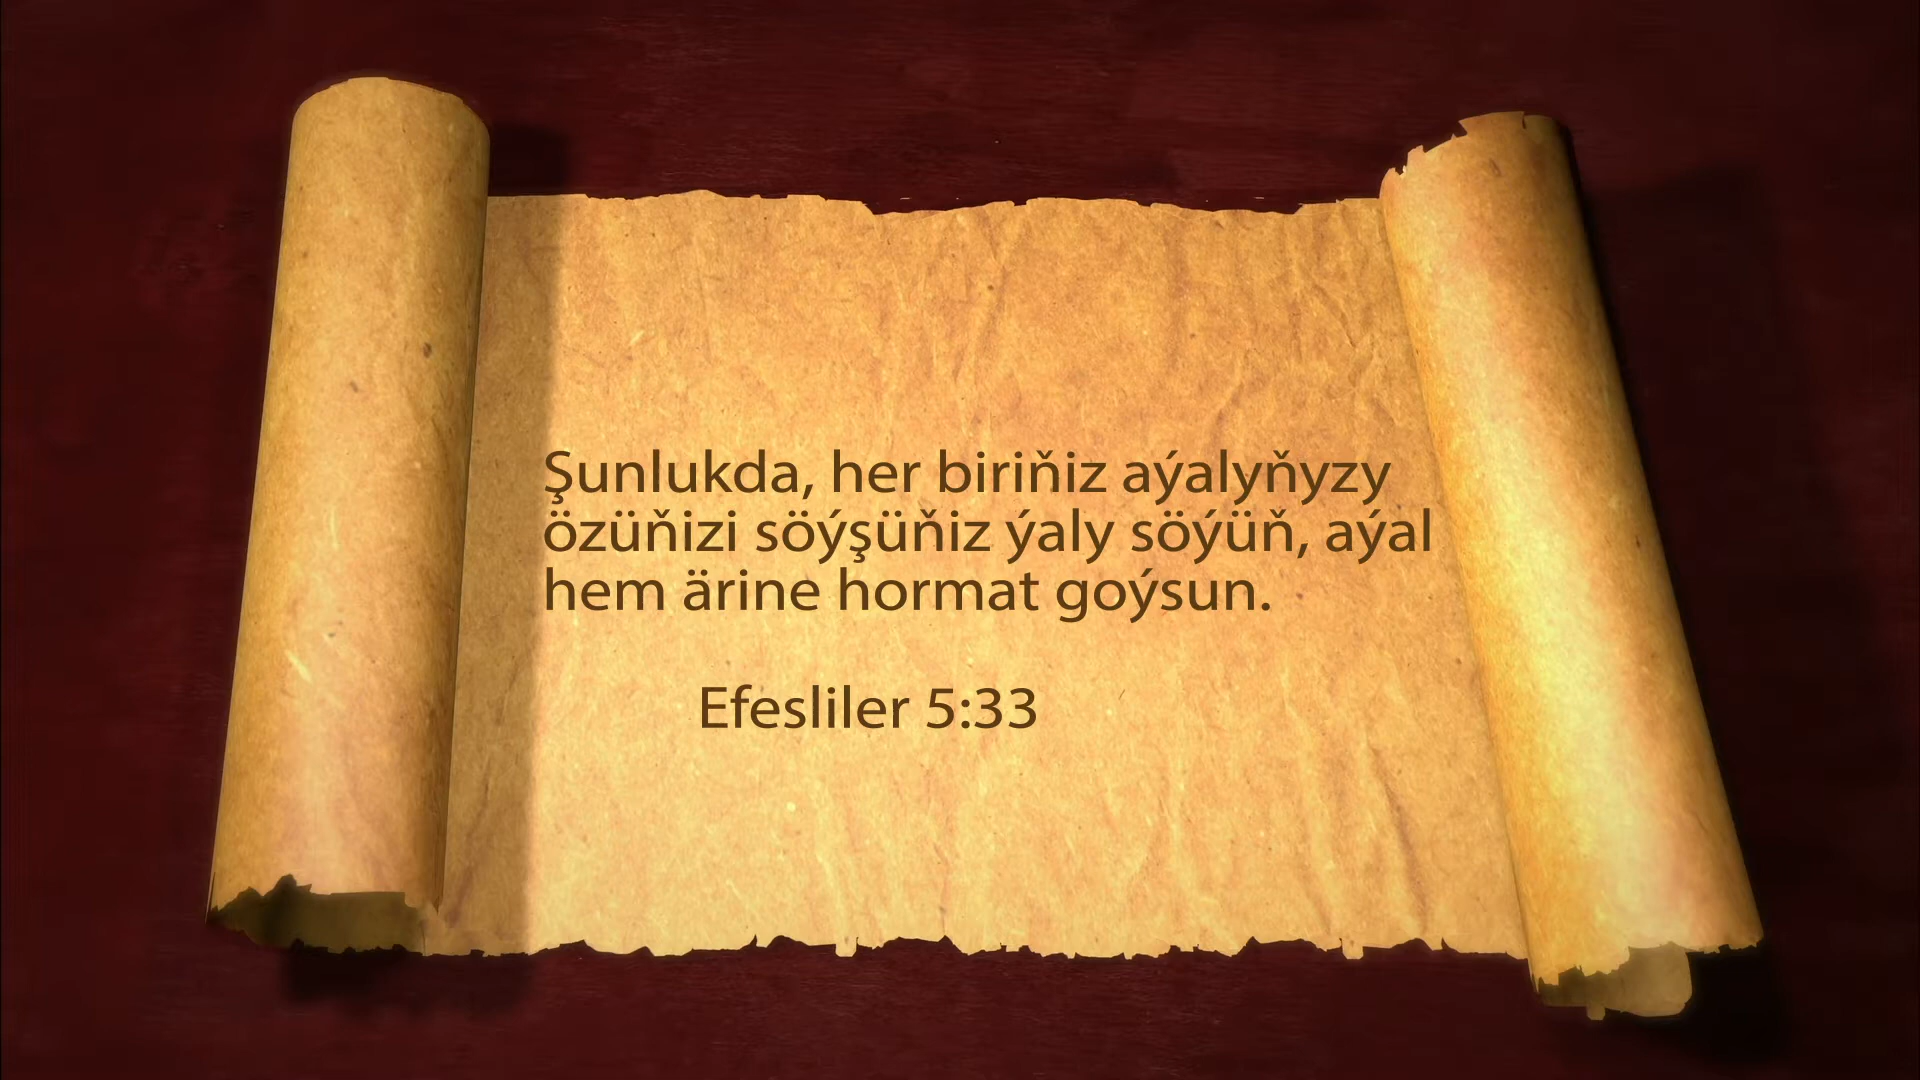 Şunlukda, her biriňiz aýalyňyzy
özüňizi söýşüňiz ýaly söýüň, aýal
hem ärine hormat goýsun.
Efesliler 5:33